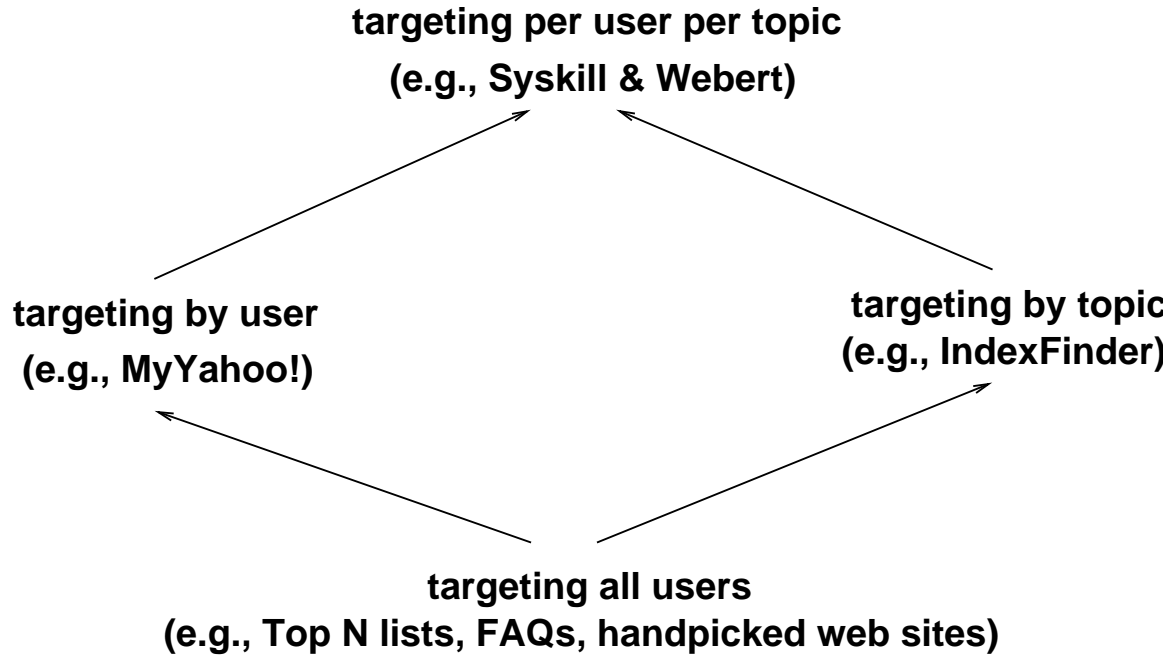 targeting per user per topic
(e.g., Syskill & Webert)
targeting by user
(e.g., MyYahoo!)
targeting by topic
(e.g., IndexFinder)
targeting all users
(e.g., Top N lists, FAQs, handpicked web sites)